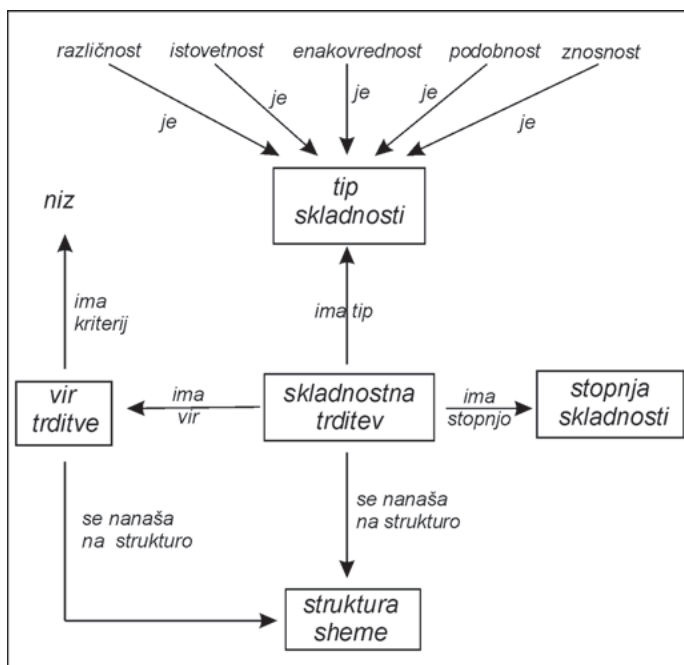 različnost istovetnost enakovrednost podobnost znosnost
je je je je je
tip
skladnosti
niz
ima
kriterij
ima tip
vir
trditve
ima
vir
skladnostna
trditev
ima
stopnjo
stopnja
skladnosti
se nanaša
na strukturo
se nanaša
na strukturo
struktura
sheme